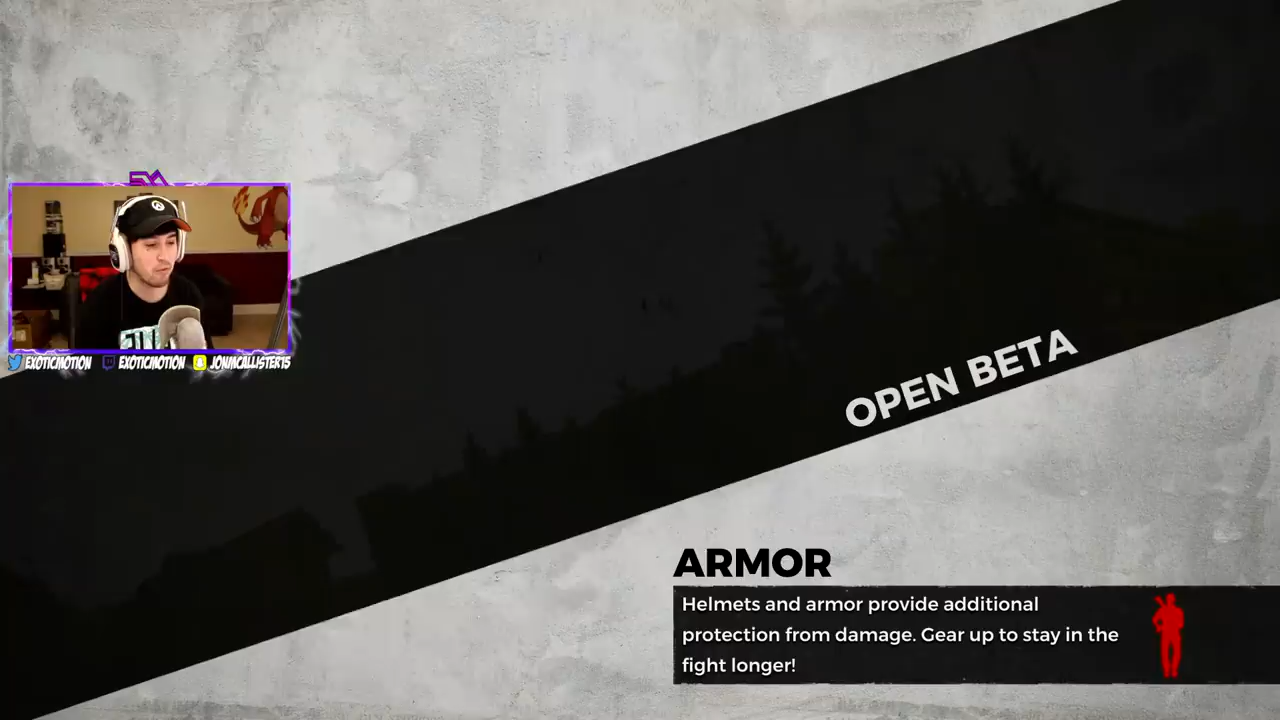 EXOTICMOTION
EXOTICMOTION
JONMCALLISTER15
OPEN BETA
ARMOR
Helmets and armor provide additional
protection from damage. Gear up to stay in the
fight longer!